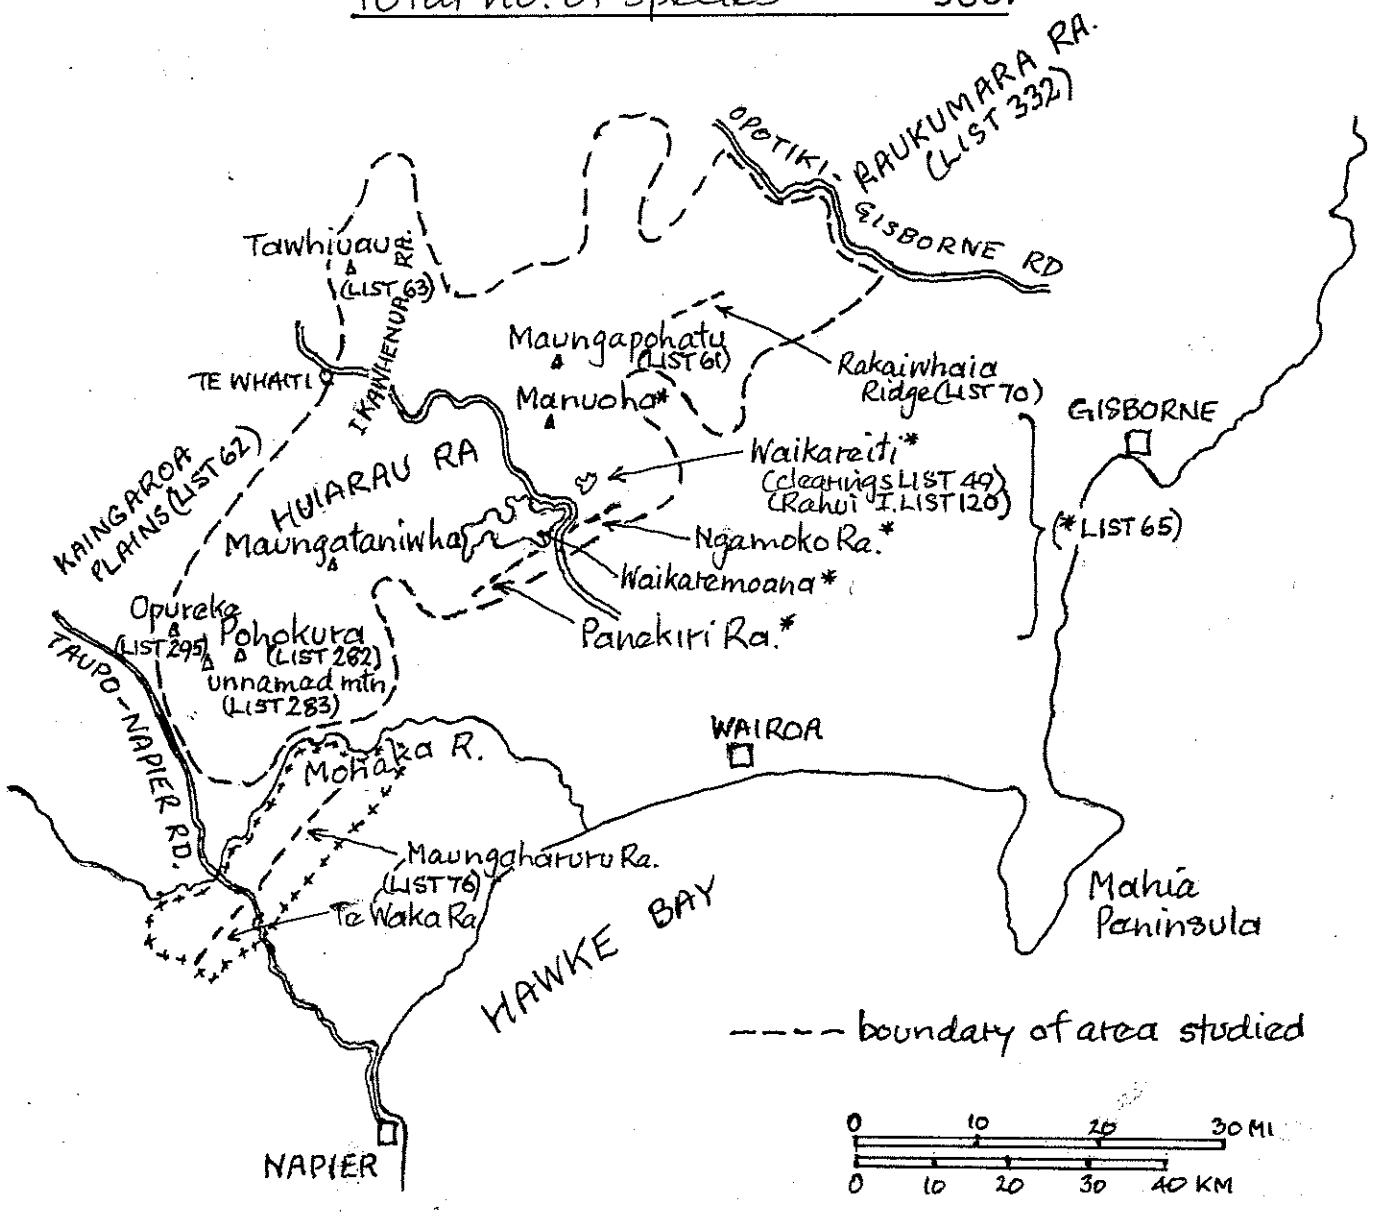 Total no. of species
OPOTIKI - GISBORNE RD
RAUKUMARA RA.
(LIST 332)
Tawhiuau
(LIST 63)
IKAWHENUA RA.
Maungapohatu
(LIST 61)
Rakaiwhaia
Ridge (LIST 70)
TE WHAITI
Manuoha*
GISBORNE
KAINGAROA
PLAINS (LIST 62)
HUIARAU RA
Waikareiti*
(clearings LIST 49)
(Rahui I. LIST 120)
(* LIST 65)
Maungataniwha
Ngamoko Ra.*
Waikaremoana*
Panekiri Ra.*
Opureke
(LIST 295)
Pohokura
(LIST 282)
unnamed mtn
(LIST 283)
TAUPO-NAPIER RD.
WAIROA
Mohaka R.
Maungaharuru Ra.
(LIST 76)
Te Waka Ra
HAWKE BAY
Mahia
Peninsula
boundary of area studied
0 10 20 30 MI
0 10 20 30 40 KM
NAPIER